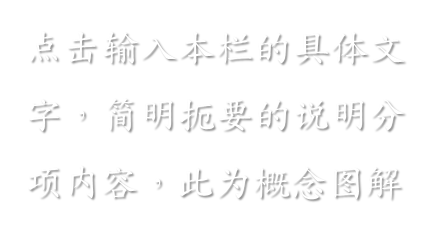 点击输入本栏的具体文
字，简明扼要的说明分
项内容，此为概念图解